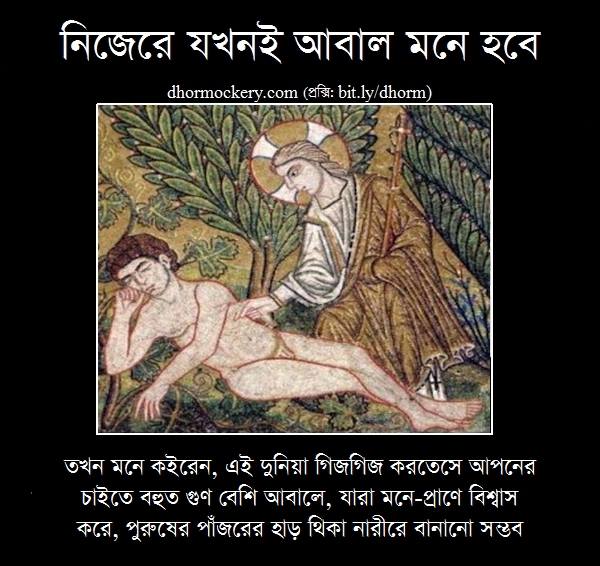 নিজেরে যখনই আবাল মনে হবে
dhormockery.com (প্রক্সি: bit.ly/dhorm)
তখন মনে কইরেন, এই দুনিয়া গিজগিজ করতেসে আপনের
চাইতে বহুত গুণ বেশি আবালে, যারা মনে-প্রাণে বিশ্বাস
করে, পুরুষের পাঁজরের হাড় থিকা নারীরে বানানো সম্ভব